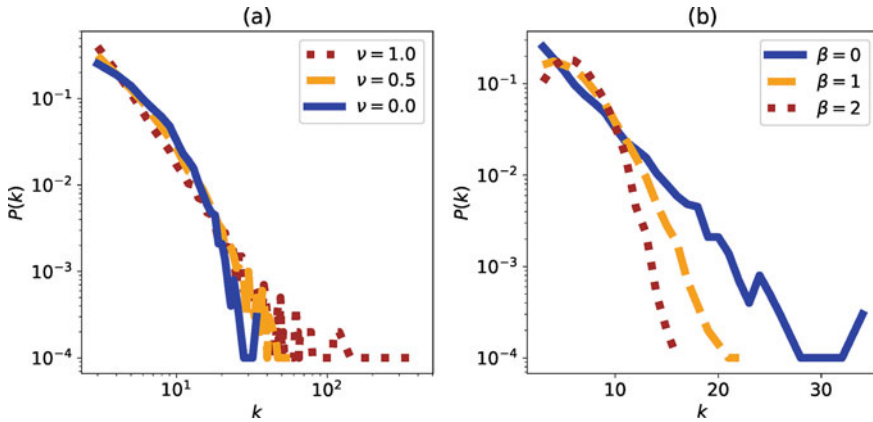 (a)
P(k)
10⁻¹
10⁻²
10⁻³
10⁻⁴
10¹
10²
k
ν = 1.0
ν = 0.5
ν = 0.0
(b)
P(k)
10⁻¹
10⁻²
10⁻³
10⁻⁴
10
20
30
k
β = 0
β = 1
β = 2